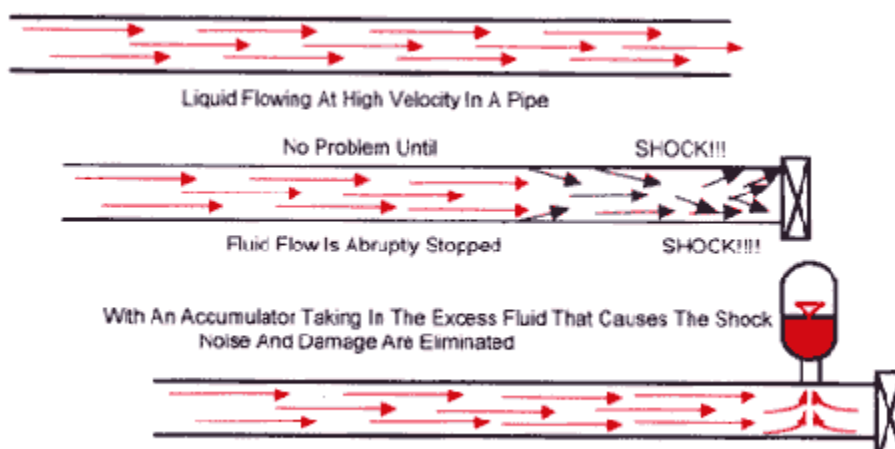 Liquid Flowing At High Velocity In A Pipe
No Problem Until SHOCK!!!
Fluid Flow Is Abruptly Stopped SHOCK!!!!
With An Accumulator Taking In The Excess Fluid That Causes The Shock
Noise And Damage Are Eliminated